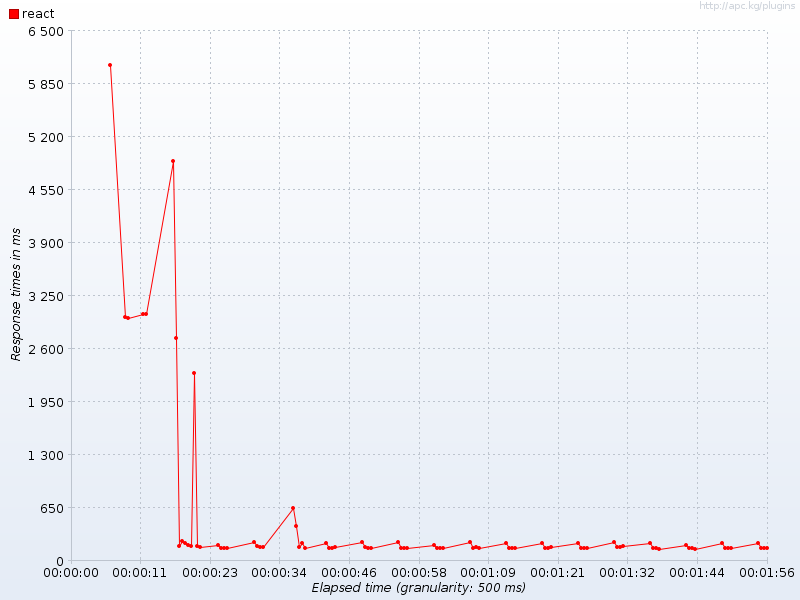 http://apc.kg/plugins
react
6 500
5 850
5 200
4 550
3 900
3 250
2 600
1 950
1 300
650
0
Response times in ms
00:00:00 00:00:11 00:00:23 00:00:34 00:00:46 00:00:58 00:01:09 00:01:21 00:01:32 00:01:44 00:01:56
Elapsed time (granularity: 500 ms)